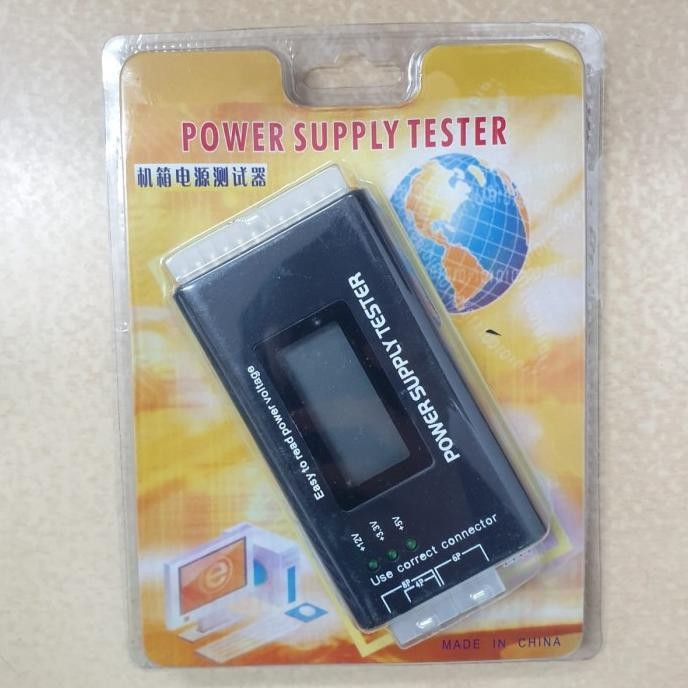 POWER SUPPLY TESTER
机箱电源测试器
POWER SUPPLY TESTER
Easy to read power voltage
+12V
+3.3V
+5V
Use correct connector
8P
4P
6P
e
MADE IN CHINA